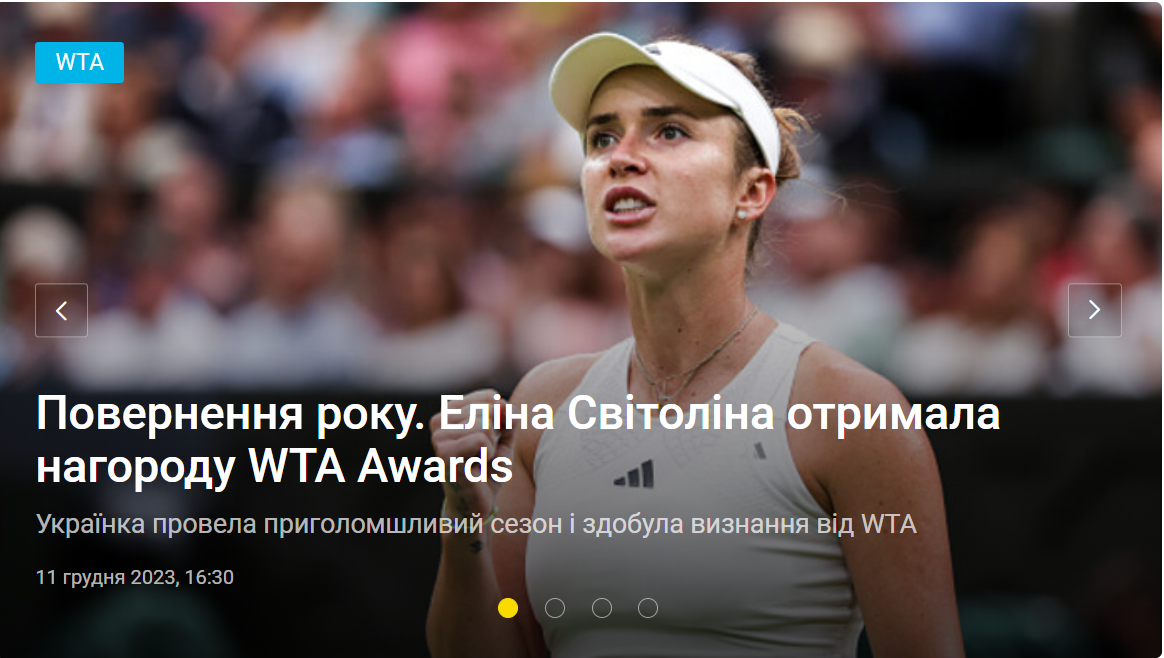 WTA
Повернення року. Еліна Світоліна отримала
нагороду WTA Awards
Українка провела приголомшливий сезон і здобула визнання від WTA
11 грудня 2023, 16:30